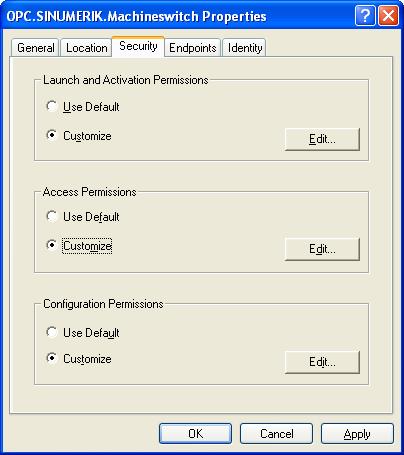 OPC.SINUMERIK.Machineswitch Properties
General Location Security Endpoints Identity
Launch and Activation Permissions
Use Default
Customize
Edit...
Access Permissions
Use Default
Customize
Edit...
Configuration Permissions
Use Default
Customize
Edit...
OK Cancel Apply